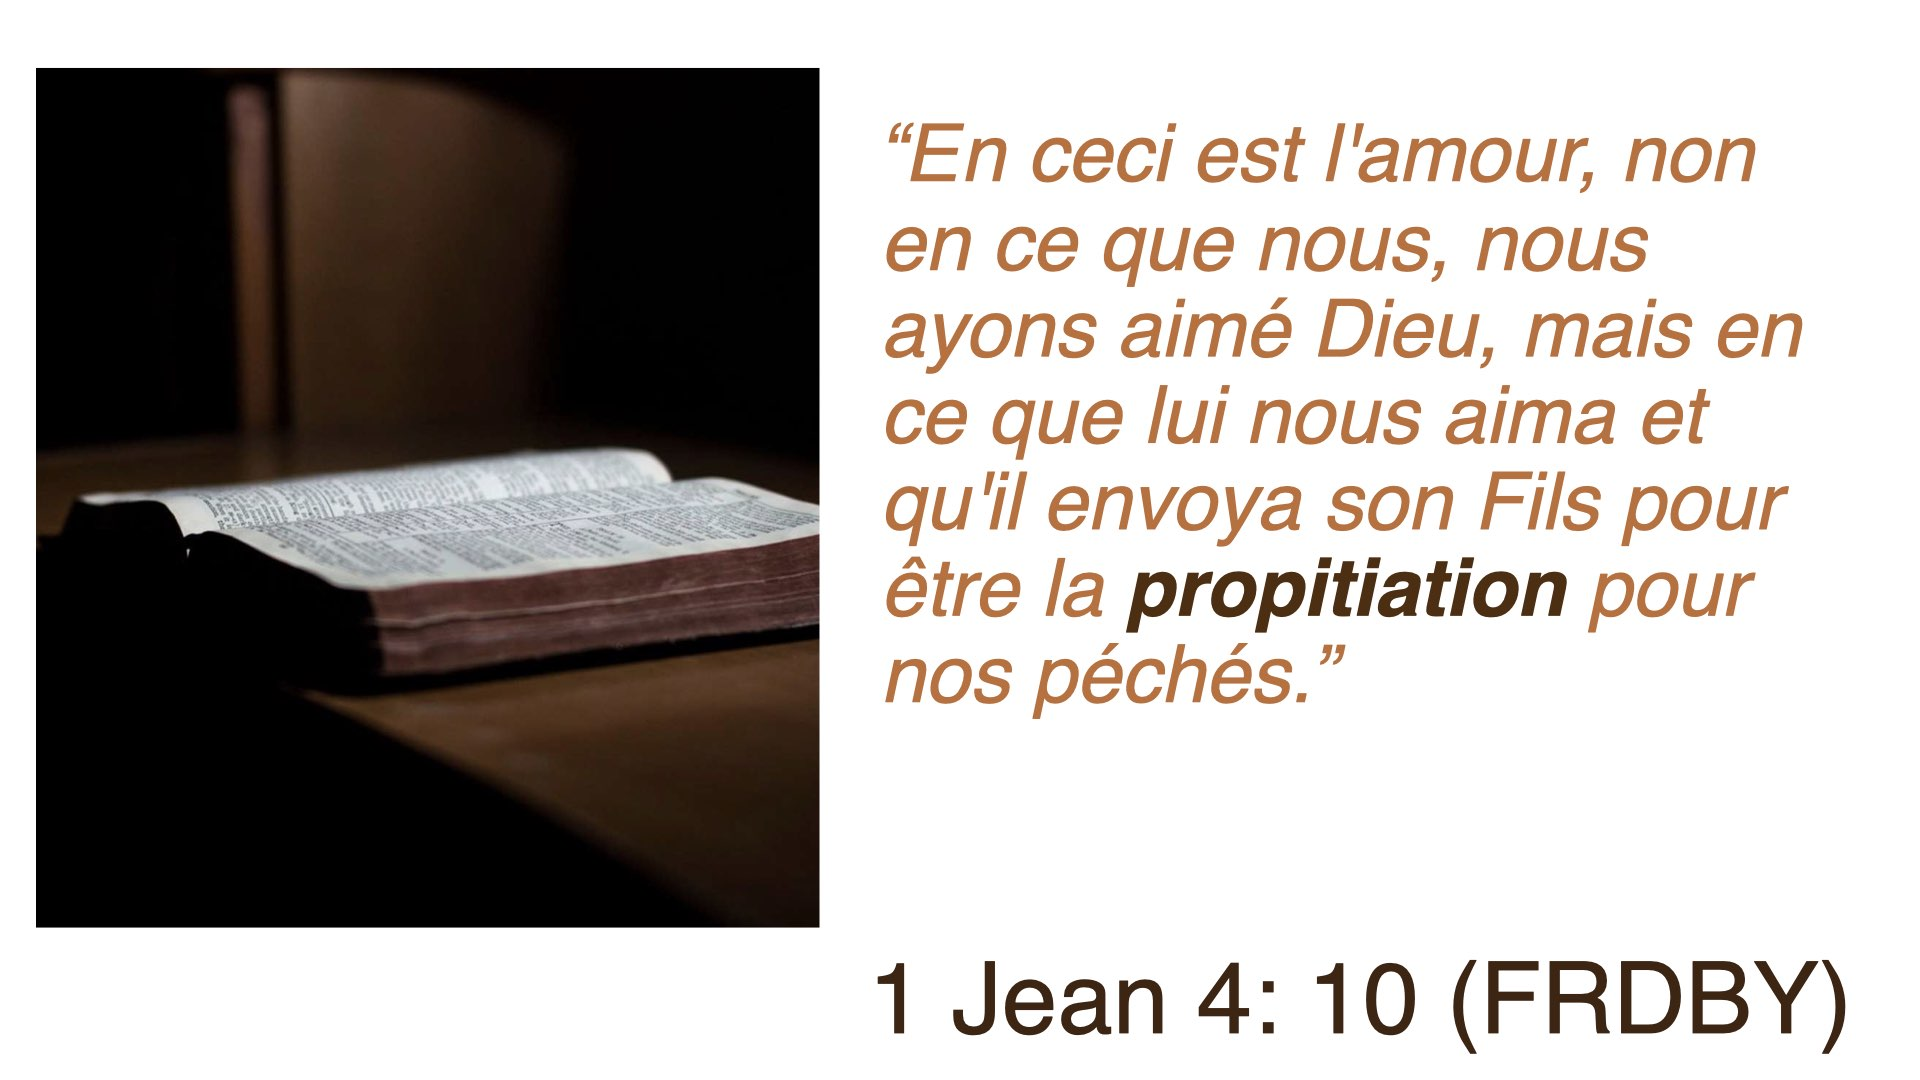 “En ceci est l'amour, non
en ce que nous, nous
ayons aimé Dieu, mais en
ce que lui nous aima et
qu'il envoya son Fils pour
être la propitiation pour
nos péchés.”
1 Jean 4: 10 (FRDBY)